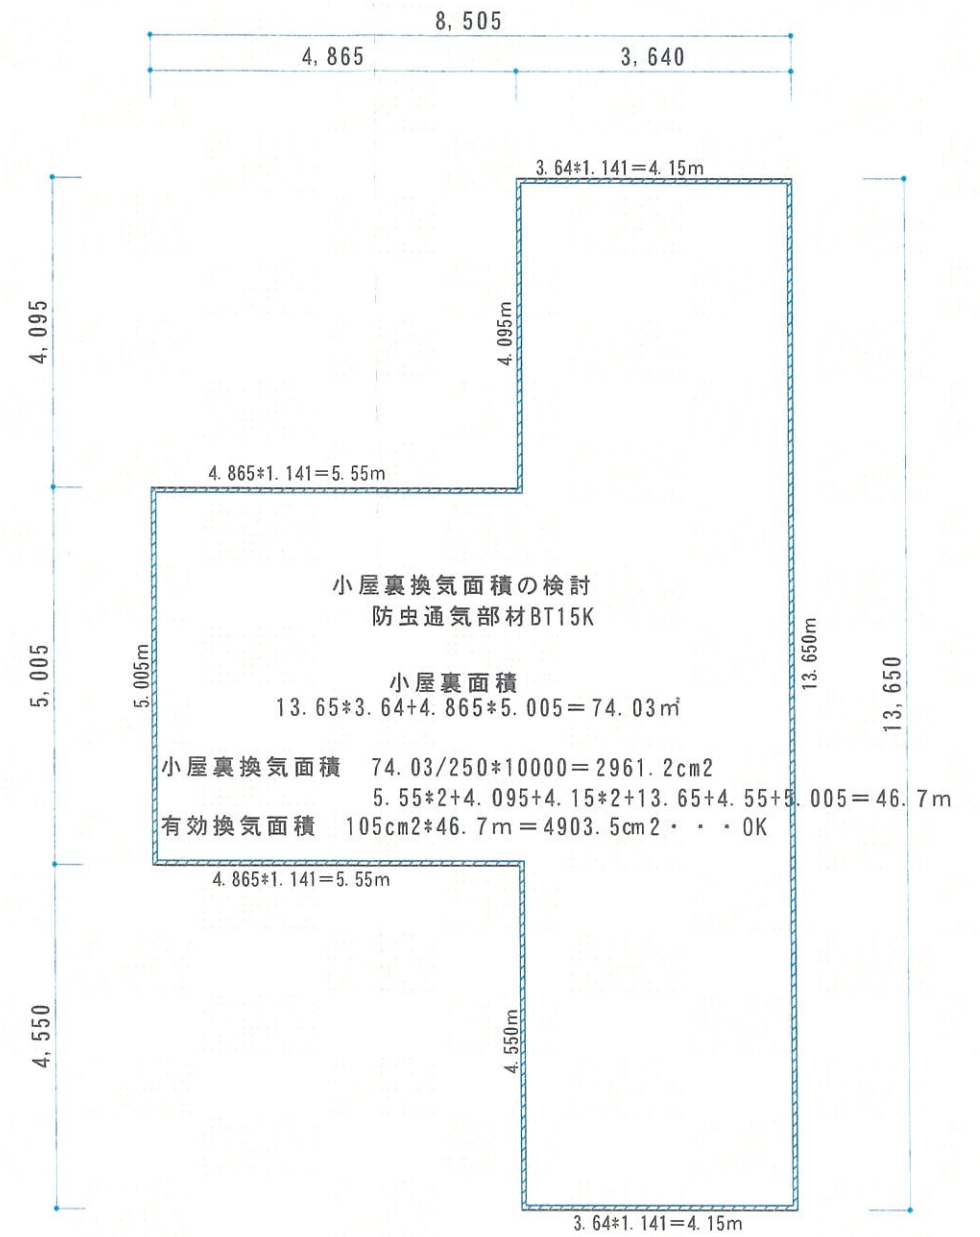 8,505
4,865
3,640
3.64*1.141=4.15m
4,095
4.095m
4.865*1.141=5.55m
小屋裏換気面積の検討
防虫通気部材BT15K
5,005
5.005m
13.650m
13,650
小屋裏面積
13.65*3.64+4.865*5.005=74.03㎡
小屋裏換気面積 74.03/250*10000=2961.2cm2
5.55*2+4.095+4.15*2+13.65+4.55+5.005=46.7m
有効換気面積 105cm2*46.7m=4903.5cm2・・・OK
4.865*1.141=5.55m
4,550
4.550m
3.64*1.141=4.15m